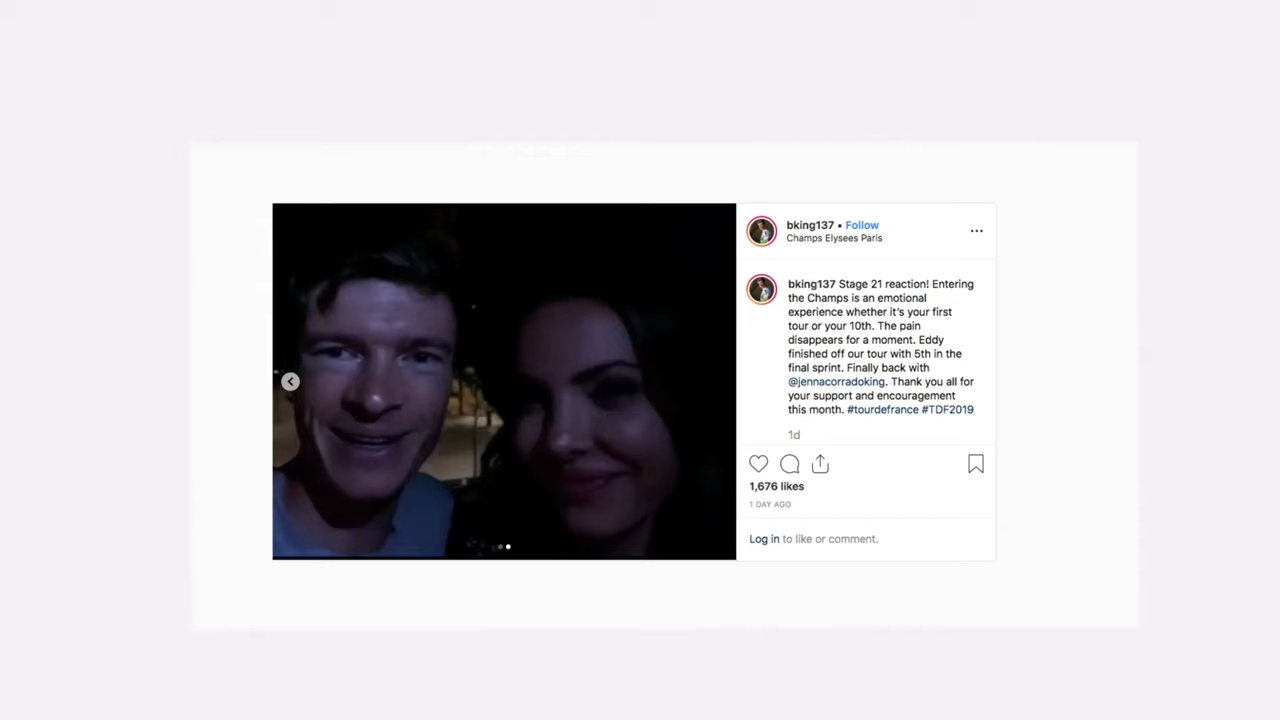 bking137 • Follow
Champs Elysees Paris
bking137 Stage 21 reaction! Entering
the Champs is an emotional
experience whether it's your first
tour or your 10th. The pain
disappears for a moment. Eddy
finished off our tour with 5th in the
final sprint. Finally back with
@jennacorradoking. Thank you all for
your support and encouragement
this month. #tourdefrance #TDF2019
1d
1,676 likes
1 DAY AGO
Log in to like or comment.